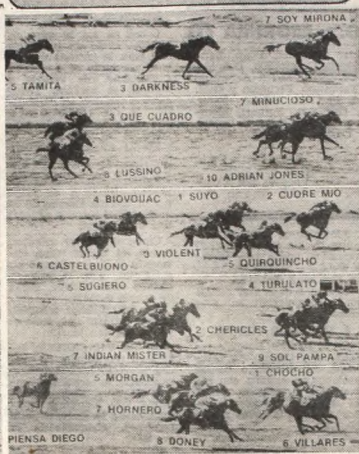 7 SOY MIRONA
5 TAMITA 3 DARKNESS
3 QUE CUADRO 7 MINUCIOSO
8 LUSSINO 10 ADRIAN JONES
4 BIOVOUAC 1 SUYO 2 CUORE MIO
6 CASTELBUONO 3 VIOLENT 5 QUIRQUINCHO
5 SUGIERO 4 TURULATO
2 CHERICLES
7 INDIAN MISTER 9 SOL PAMPA
5 MORGAN 1 CHOCHO
7 HORNERO
PIENSA DIEGO 8 DONEY 6 VILLARES